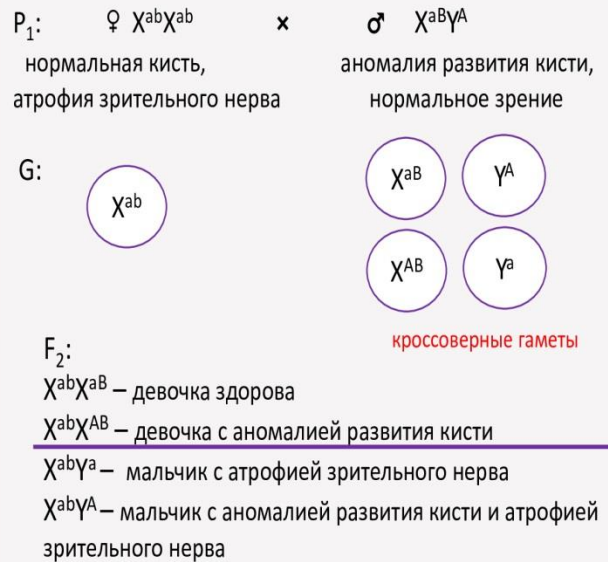 P₁: ♀ XᵃᵇXᵃᵇ × ♂ XᵃᴮYᴬ
нормальная кисть, аномалия развития кисти,
атрофия зрительного нерва нормальное зрение
G:
Xᵃᵇ
Xᵃᴮ Yᴬ
Xᴬᴮ Yᵃ
кроссоверные гаметы
F₂:
XᵃᵇXᵃᴮ – девочка здорова
XᵃᵇXᴬᴮ – девочка с аномалией развития кисти
XᵃᵇYᵃ – мальчик с атрофией зрительного нерва
XᵃᵇYᴬ – мальчик с аномалией развития кисти и атрофией
зрительного нерва